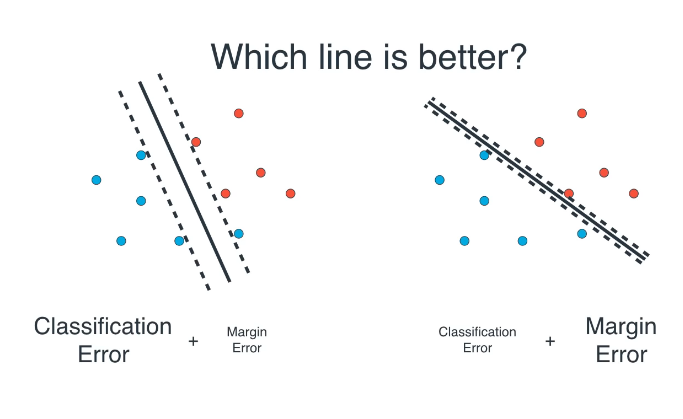 Which line is better?
Classification
Error
+
Margin
Error
Classification
Error
+
Margin
Error